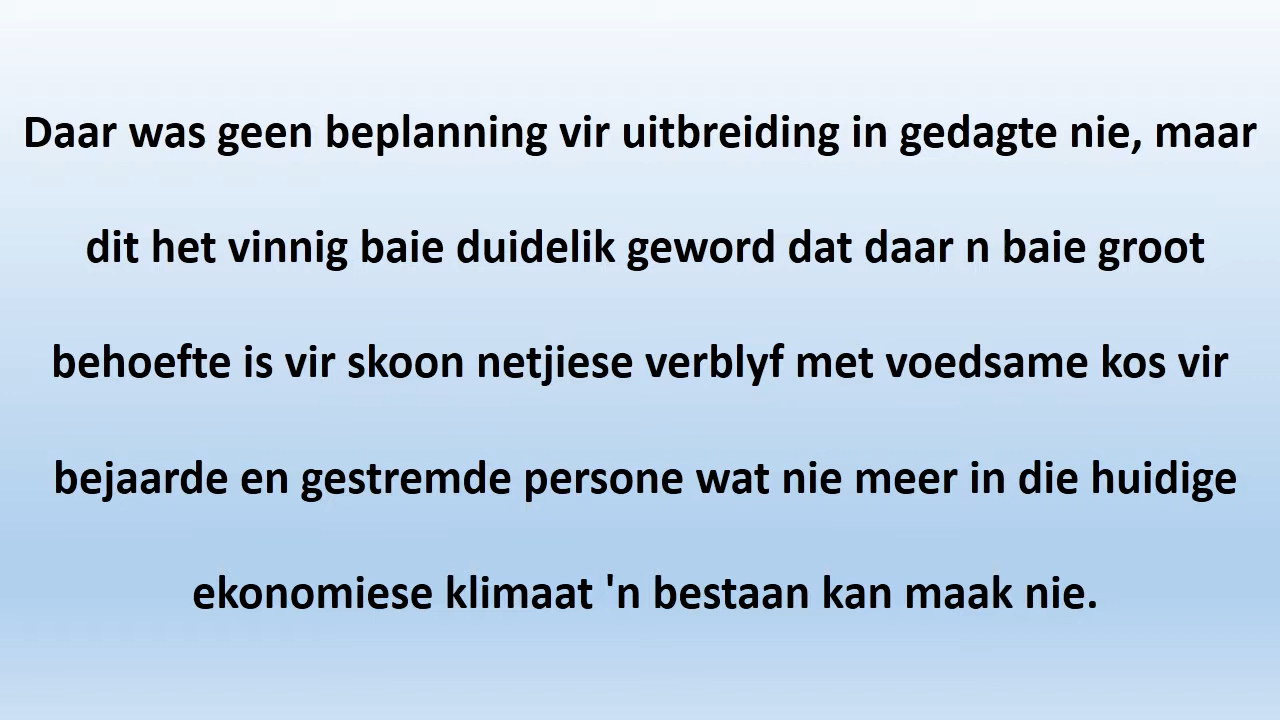 Daar was geen beplanning vir uitbreiding in gedagte nie, maar
dit het vinnig baie duidelik geword dat daar n baie groot
behoefte is vir skoon netjiese verblyf met voedsame kos vir
bejaarde en gestremde persone wat nie meer in die huidige
ekonomiese klimaat 'n bestaan kan maak nie.